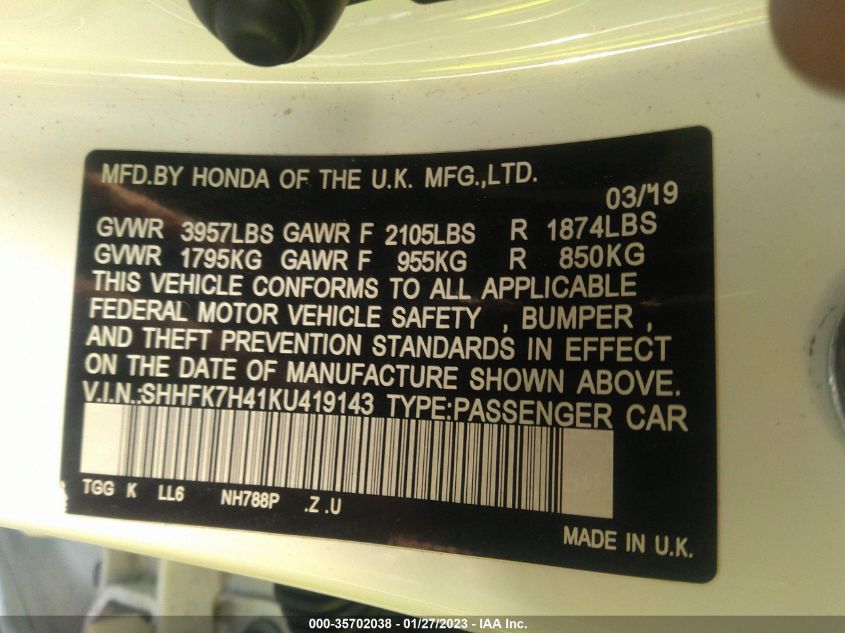 MFD.BY HONDA OF THE U.K. MFG.,LTD.
03/'19
GVWR 3957LBS GAWR F 2105LBS R 1874LBS
GVWR 1795KG GAWR F 955KG R 850KG
THIS VEHICLE CONFORMS TO ALL APPLICABLE
FEDERAL MOTOR VEHICLE SAFETY , BUMPER ,
AND THEFT PREVENTION STANDARDS IN EFFECT
ON THE DATE OF MANUFACTURE SHOWN ABOVE.
V.I.N.:SHHFK7H41KU419143 TYPE:PASSENGER CAR
TGG K LL6 NH788P .Z .U
MADE IN U.K.
000-35702038 - 01/27/2023 - IAA Inc.